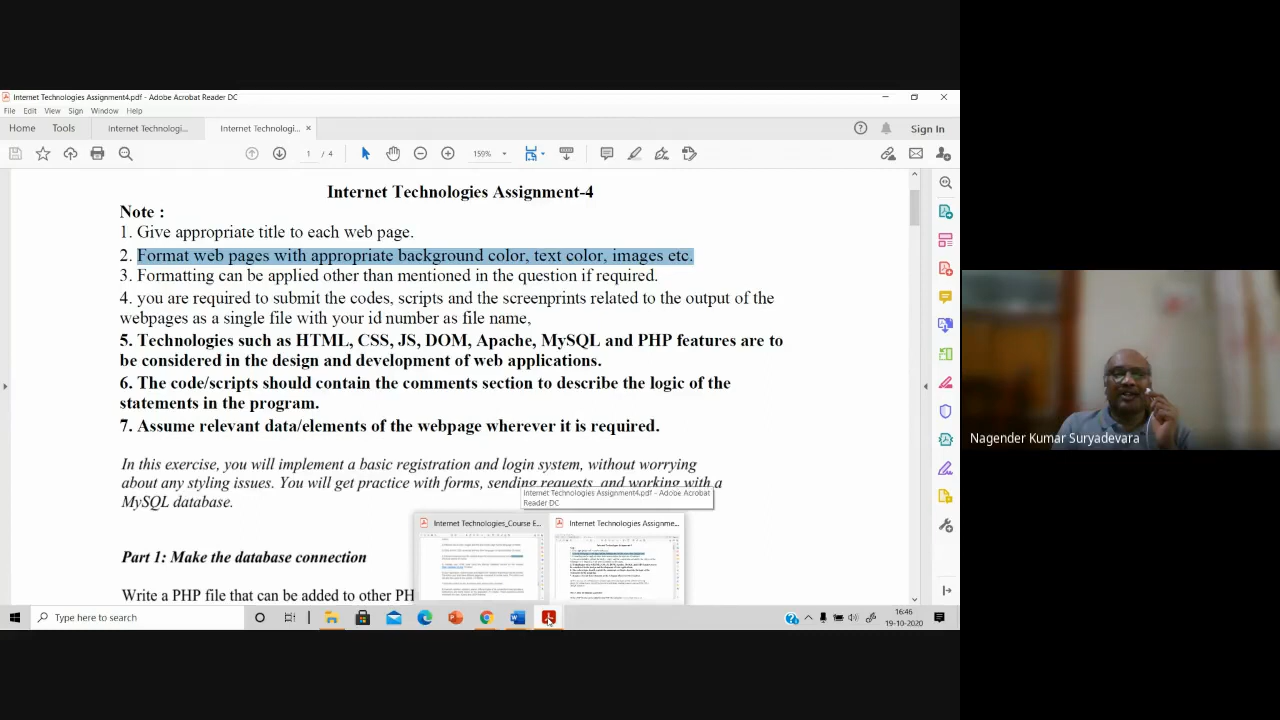 Internet Technologies Assignment4.pdf - Adobe Acrobat Reader DC
File Edit View Sign Window Help
Home Tools Internet Technologi... Internet Technologi... × Sign In
1 / 4 159%
Internet Technologies Assignment-4
Note :
1. Give appropriate title to each web page.
2. Format web pages with appropriate background color, text color, images etc.
3. Formatting can be applied other than mentioned in the question if required.
4. you are required to submit the codes, scripts and the screenprints related to the output of the
webpages as a single file with your id number as file name,
5. Technologies such as HTML, CSS, JS, DOM, Apache, MySQL and PHP features are to
be considered in the design and development of web applications.
6. The code/scripts should contain the comments section to describe the logic of the
statements in the program.
7. Assume relevant data/elements of the webpage wherever it is required.
In this exercise, you will implement a basic registration and login system, without worrying
about any styling issues. You will get practice with forms, sending requests, and working with a
MySQL database.
Internet Technologies Assignment4.pdf - Adobe Acrobat
Reader DC
Internet Technologies_Course E...
Internet Technologies Assignme...
Part 1: Make the database connection
Write a PHP file that can be added to other PH
Type here to search
16:46
19-10-2020
Nagender Kumar Suryadevara